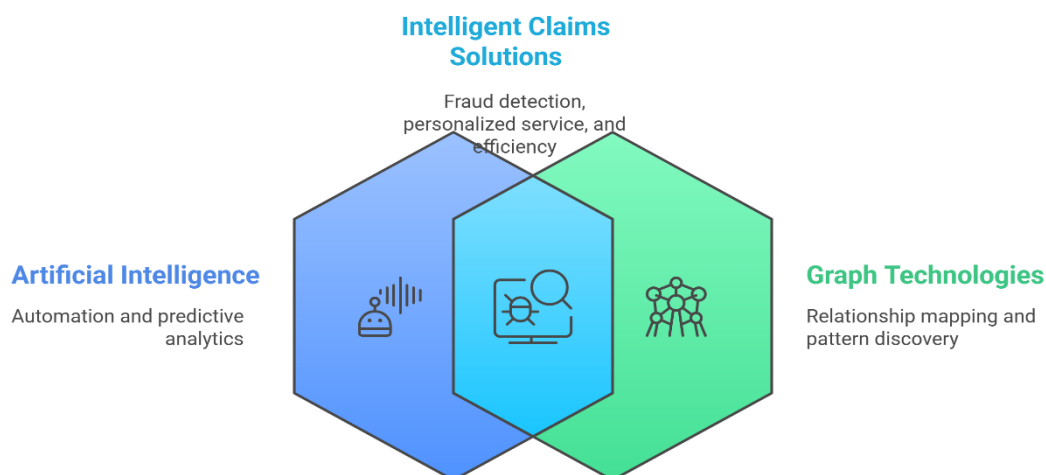 Intelligent Claims
Solutions
Fraud detection,
personalized service, and
efficiency
Artificial Intelligence
Automation and predictive
analytics
Graph Technologies
Relationship mapping and
pattern discovery